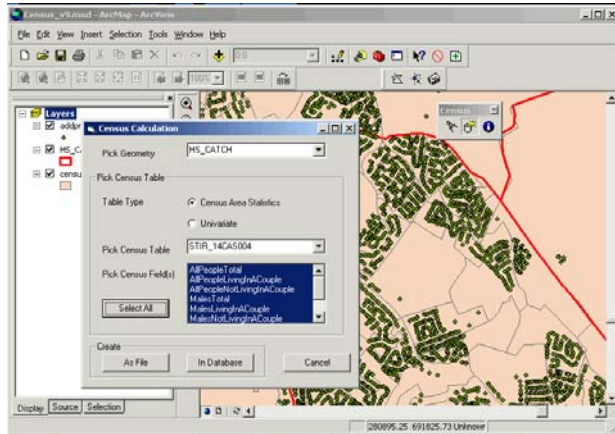 Census_v9.mxd - ArcMap - ArcView
File Edit View Insert Selection Tools Window Help
100%
Layers
addpr
HS_C
censu
Census
Census Calculation
Pick Geometry
HS_CATCH
Pick Census Table
Table Type
Census Area Statistics
Univariate
Pick Census Table
STIR_14CAS004
Pick Census Field(s)
AllPeopleTotal
AllPeopleLivingInACouple
AllPeopleNotLivingInACouple
MalesTotal
MalesLivingInACouple
MalesNotLivingInACouple
Select All
Create
As File
In Database
Cancel
Display Source Selection
280895.25 691825.73 Unknown